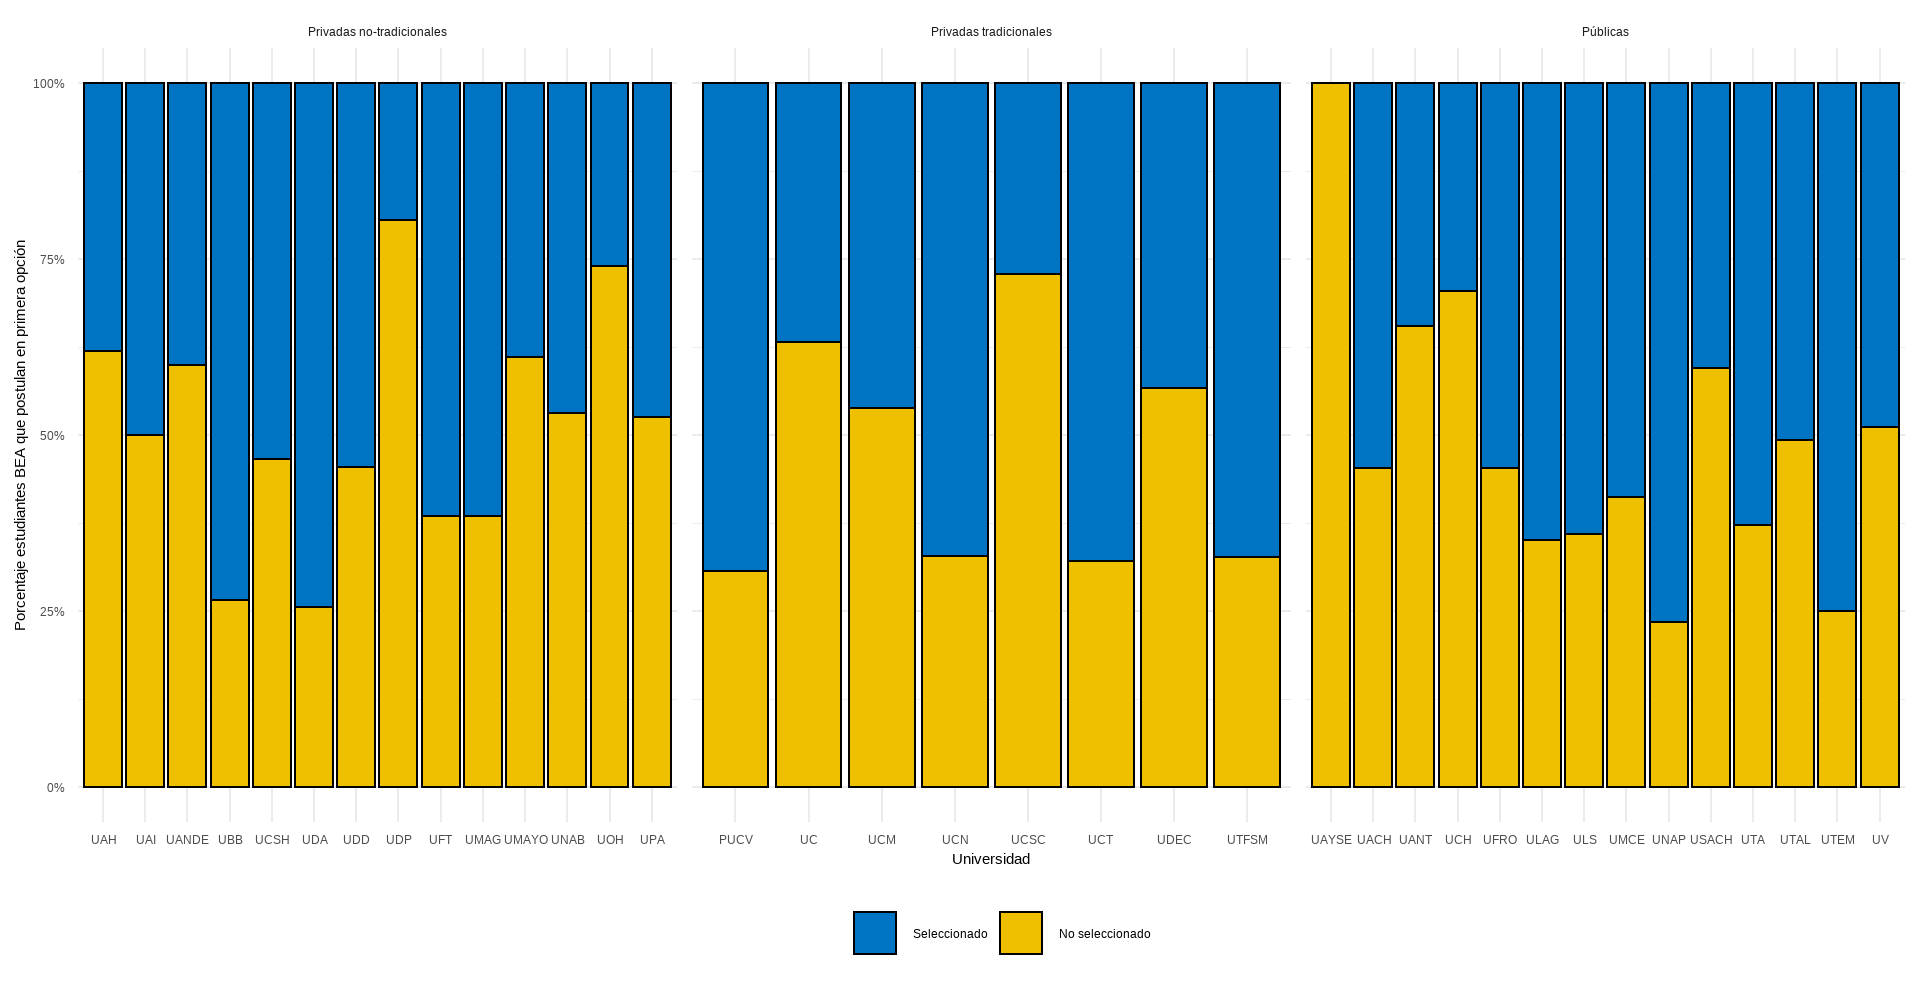 Privadas no-tradicionales
Privadas tradicionales
Públicas
Porcentaje estudiantes BEA que postulan en primera opción
100%
75%
50%
25%
0%
UAH UAI UANDE UBB UCSH UDA UDD UDP UFT UMAG UMAYO UNAB UOH UPA
PUCV UC UCM UCN UCSC UCT UDEC UTFSM
UAYSE UACH UANT UCH UFRO ULAG ULS UMCE UNAP USACH UTA UTAL UTEM UV
Universidad
Seleccionado
No seleccionado